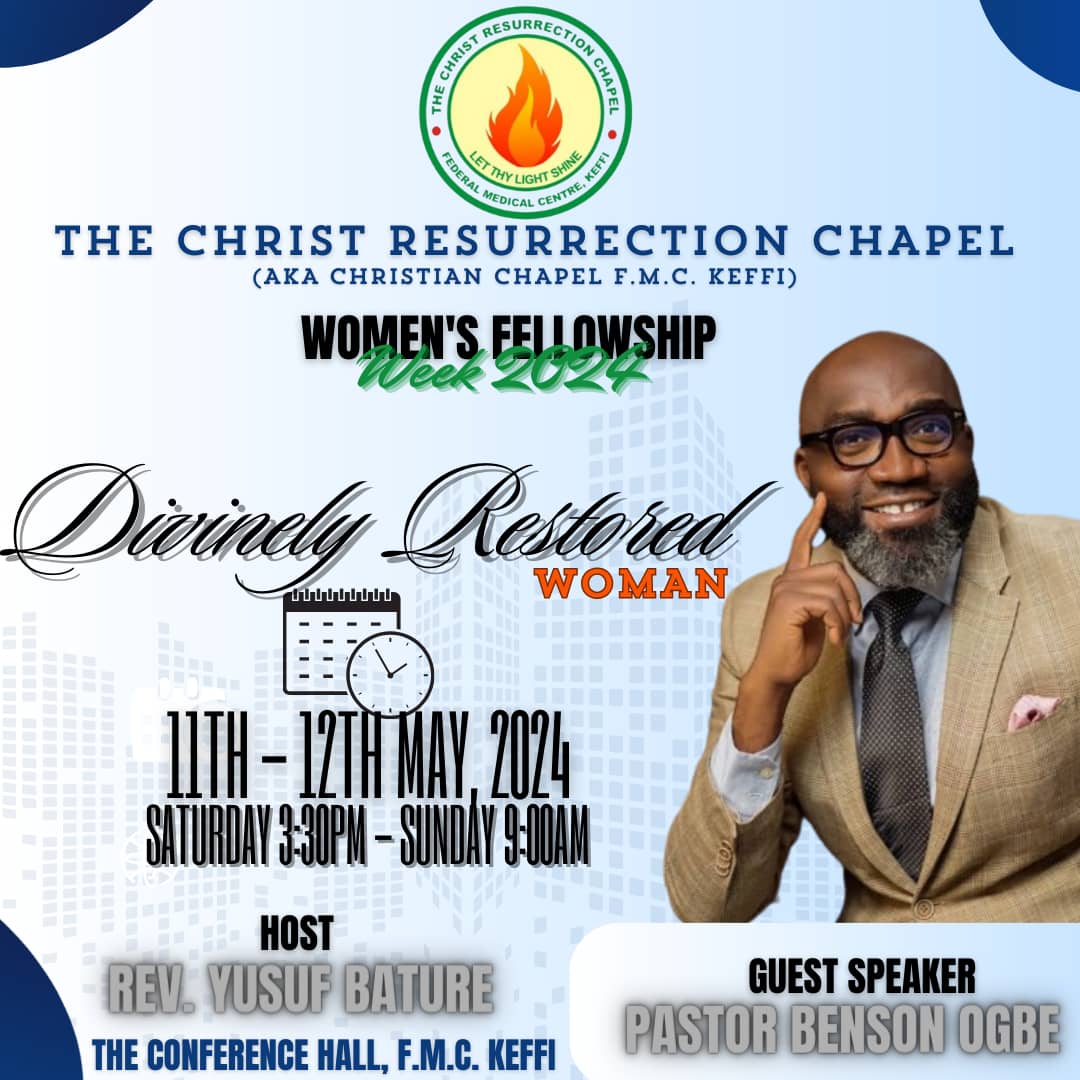 THE CHRIST RESURRECTION CHAPEL
LET THY LIGHT SHINE
FEDERAL MEDICAL CENTRE, KEFFI
THE CHRIST RESURRECTION CHAPEL
(AKA CHRISTIAN CHAPEL F.M.C. KEFFI)
WOMEN'S FELLOWSHIP
Week 2024
Divinely Restored
WOMAN
11TH – 12TH MAY, 2024
SATURDAY 3:30PM – SUNDAY 9:00AM
HOST
REV. YUSUF BATURE
THE CONFERENCE HALL, F.M.C. KEFFI
GUEST SPEAKER
PASTOR BENSON OGBE